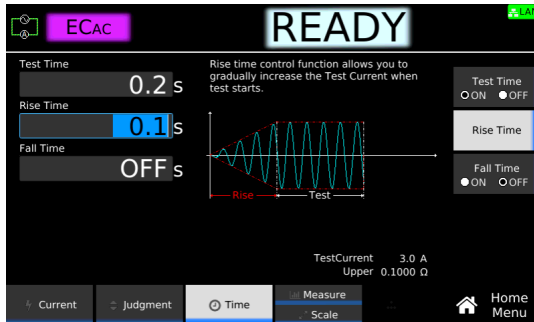 A
ECAC
READY
LAN
Test Time
0.2 s
Rise Time
0.1 s
Fall Time
OFF s
Rise time control function allows you to
gradually increase the Test Current when
test starts.
Rise
Test
TestCurrent 3.0 A
Upper 0.1000 Ω
Test Time
ON OFF
Rise Time
Fall Time
ON OFF
Current
Judgment
Time
Measure
Scale
Home
Menu